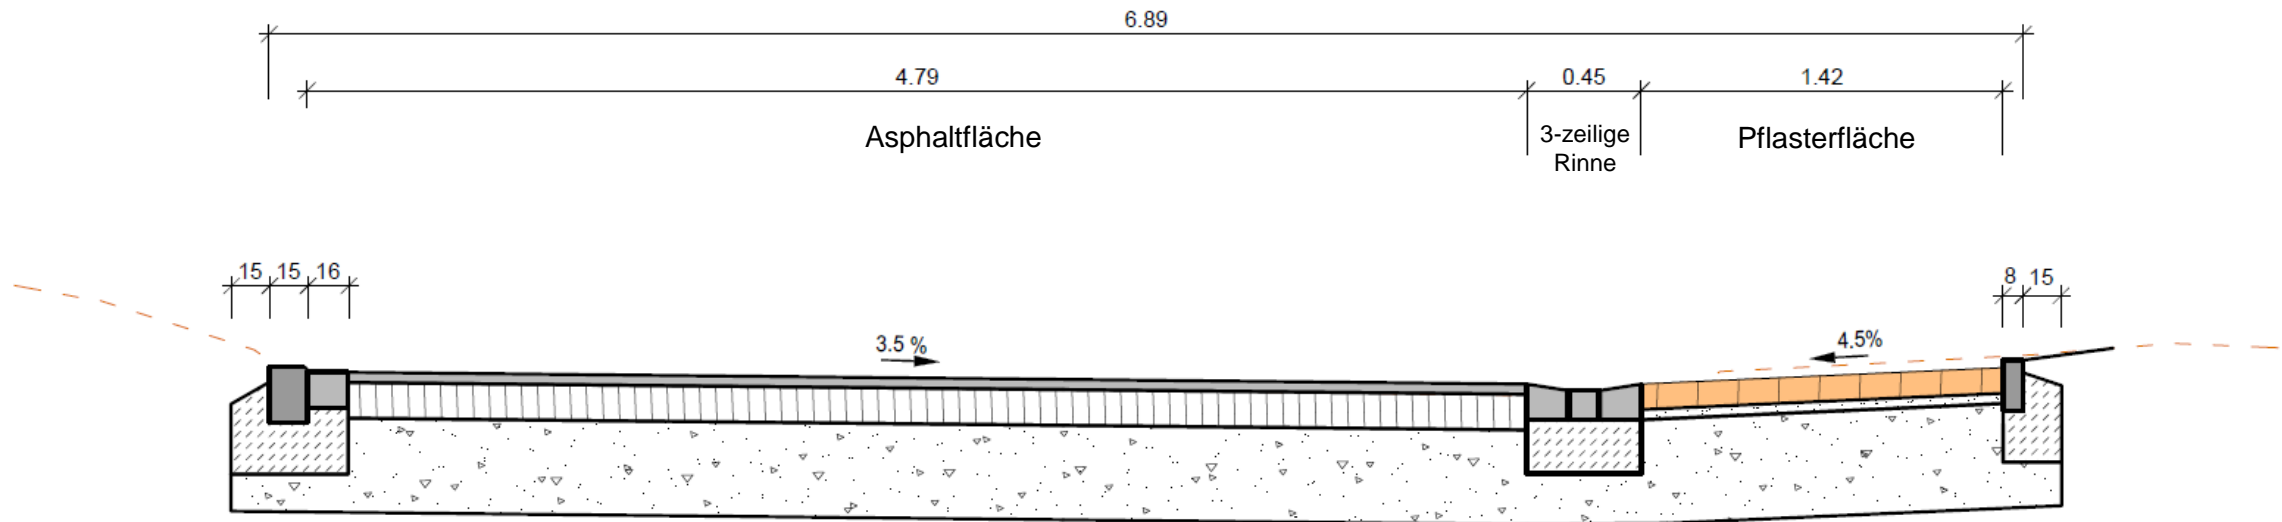 6.89
4.79 0.45 1.42
Asphaltfläche 3-zeilige Pflasterfläche
Rinne
15 15 16 8 15
3.5 % 4.5%